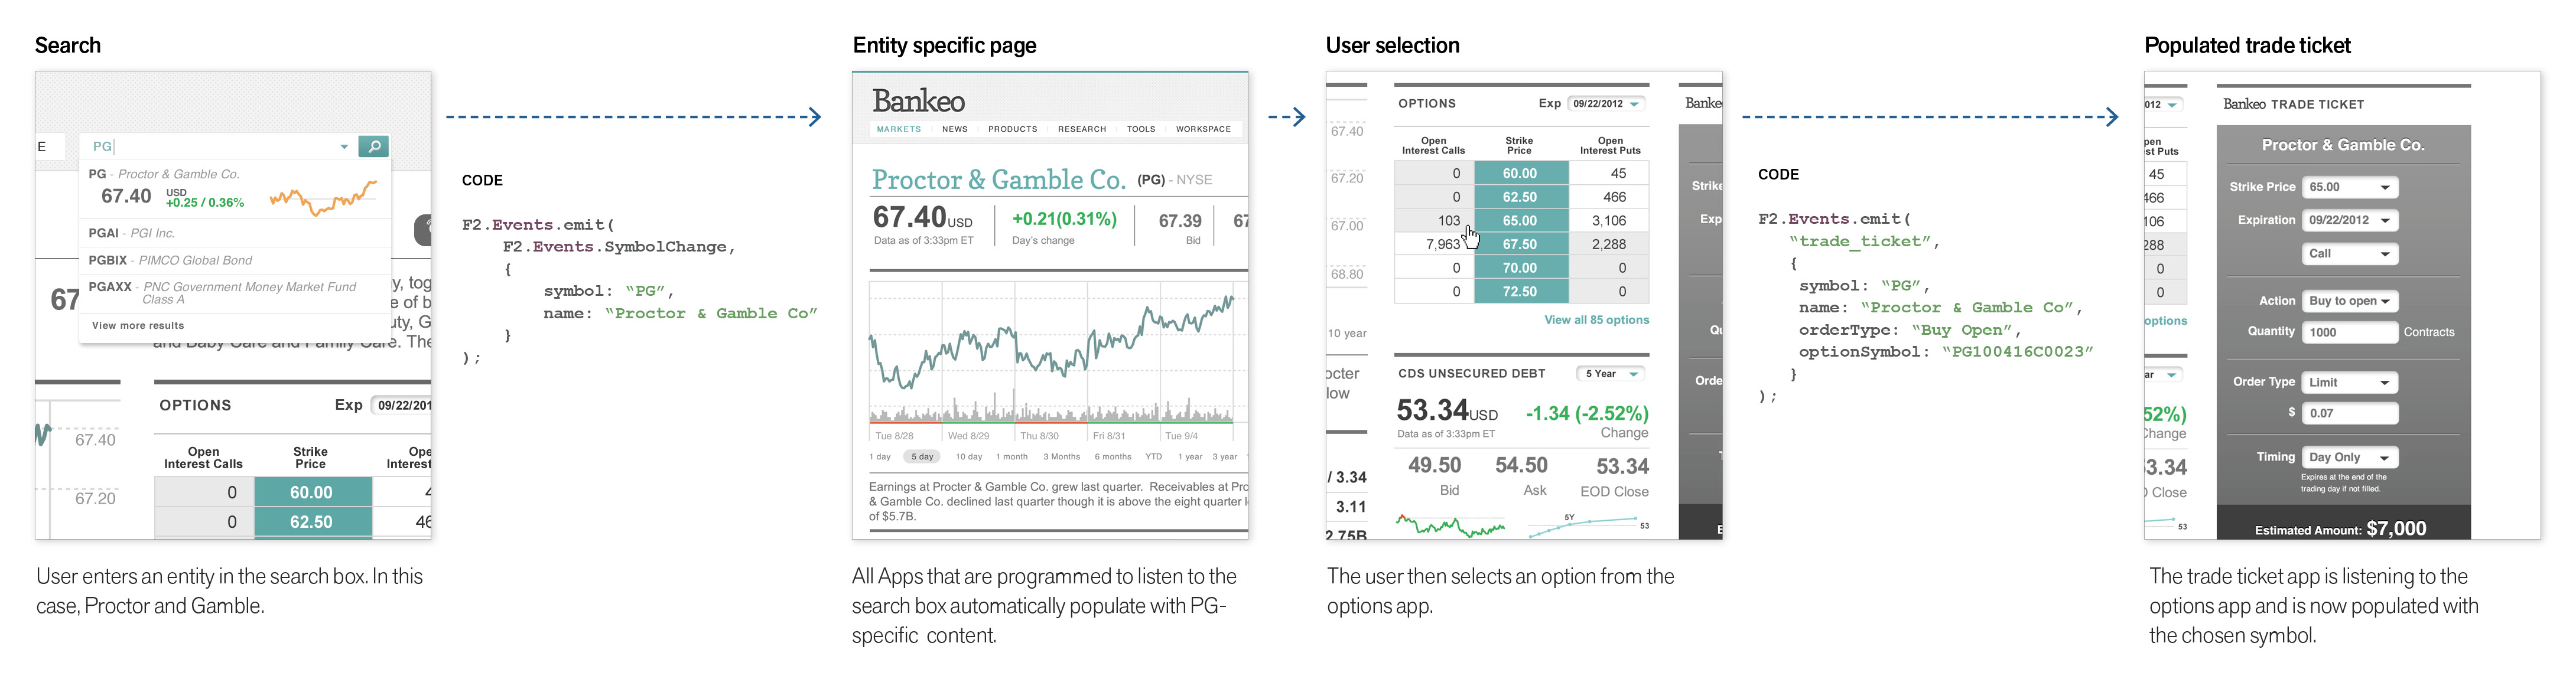 Search
E
PG
PG - Proctor & Gamble Co.
67.40
USD
+0.25 / 0.36%
PGAI - PGI Inc.
PGBIX - PIMCO Global Bond
PGAXX - PNC Government Money Market Fund
Class A
View more results
67
y, tog
e of b
uty, G
and Baby Care and Family Care. The
67.40
67.20
OPTIONS
Exp 09/22/201
Open
Interest Calls
Strike
Price
Ope
Interest
0 60.00 4
0 62.50 46
User enters an entity in the search box. In this
case, Proctor and Gamble.
CODE
F2.Events.emit(
F2.Events.SymbolChange,
{
symbol: “PG”,
name: “Proctor & Gamble Co”
}
);
Entity specific page
Bankeo
MARKETS NEWS PRODUCTS RESEARCH TOOLS WORKSPACE
Proctor & Gamble Co. (PG) - NYSE
67.40USD
Data as of 3:33pm ET
+0.21(0.31%)
Day's change
67.39
Bid
67
Tue 8/28 Wed 8/29 Thu 8/30 Fri 8/31 Tue 9/4
1 day 5 day 10 day 1 month 3 Months 6 months YTD 1 year 3 year
Earnings at Procter & Gamble Co. grew last quarter. Receivables at Pro
& Gamble Co. declined last quarter though it is above the eight quarter l
of $5.7B.
All Apps that are programmed to listen to the
search box automatically populate with PG-
specific content.
User selection
67.40
67.20
67.00
68.80
10 year
octer
low
/ 3.34
3.11
2.75B
OPTIONS
Exp 09/22/2012
Open
Interest Calls
Strike
Price
Open
Interest Puts
0 60.00 45
0 62.50 466
103 65.00 3,106
7,963 67.50 2,288
0 70.00 0
0 72.50 0
View all 85 options
CDS UNSECURED DEBT
5 Year
53.34USD
Data as of 3:33pm ET
-1.34 (-2.52%)
Change
49.50 54.50 53.34
Bid Ask EOD Close
5Y
53
Banke
Strike
Exp
Qu
Orde
T
E
The user then selects an option from the
options app.
CODE
F2.Events.emit(
“trade_ticket”,
{
symbol: “PG”,
name: “Proctor & Gamble Co”,
orderType: “Buy Open”,
optionSymbol: “PG100416C0023”
}
);
Populated trade ticket
012
pen
st Puts
45
466
106
288
0
0
options
ar
52%)
Change
3.34
D Close
53
Bankeo TRADE TICKET
Proctor & Gamble Co.
Strike Price 65.00
Expiration 09/22/2012
Call
Action Buy to open
Quantity 1000 Contracts
Order Type Limit
$ 0.07
Timing Day Only
Expires at the end of the
trading day if not filled.
Estimated Amount: $7,000
The trade ticket app is listening to the
options app and is now populated with
the chosen symbol.